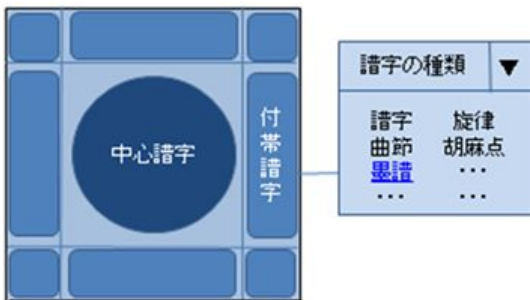 中心譜字
付帯譜字
譜字の種類 ▼
譜字 旋律
曲節 胡麻点
墨譜 …
… …